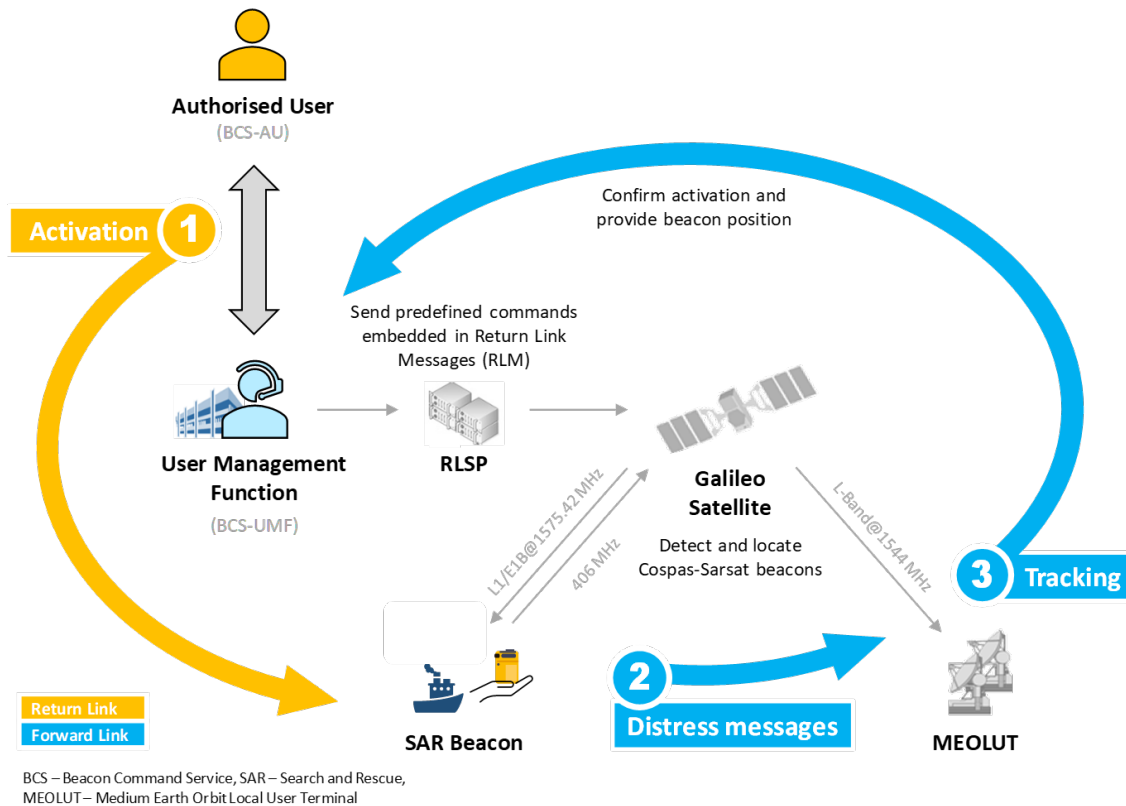 Authorised User
(BCS-AU)
Activation
1
Confirm activation and
provide beacon position
Send predefined commands
embedded in Return Link
Messages (RLM)
User Management
Function
(BCS-UMF)
RLSP
Galileo
Satellite
L1/E1B@1575.42 MHz
406 MHz
L-Band@1544 MHz
Detect and locate
Cospas-Sarsat beacons
3
Tracking
2
Distress messages
SAR Beacon
MEOLUT
Return Link
Forward Link
BCS – Beacon Command Service, SAR – Search and Rescue,
MEOLUT – Medium Earth Orbit Local User Terminal